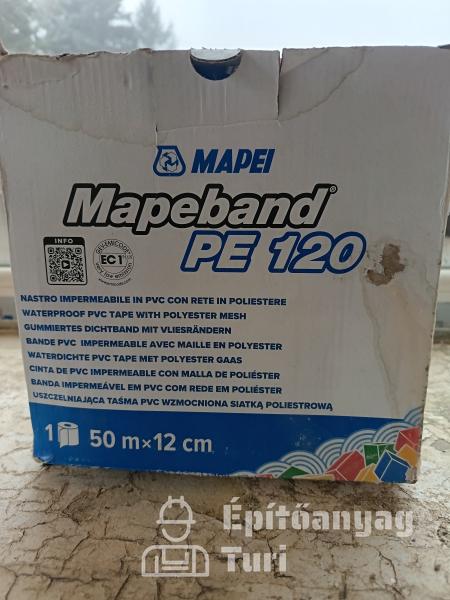 MAPEI
Mapeband®
PE 120
INFO
EC1
NASTRO IMPERMEABILE IN PVC CON RETE IN POLIESTERE
WATERPROOF PVC TAPE WITH POLYESTER MESH
GUMMIERTES DICHTBAND MIT VLIESRÄNDERN
BANDE PVC IMPERMEABLE AVEC MAILLE EN POLYESTER
WATERDICHTE PVC TAPE MET POLYESTER GAAS
CINTA DE PVC IMPERMEABLE CON MALLA DE POLIÉSTER
BANDA IMPERMEÁVEL EM PVC COM REDE EM POLIÉSTER
USZCZELNIAJĄCA TAŚMA PVC WZMOCNIONA SIATKĄ POLIESTROWĄ
1 50 m×12 cm
Építőanyag
Turi